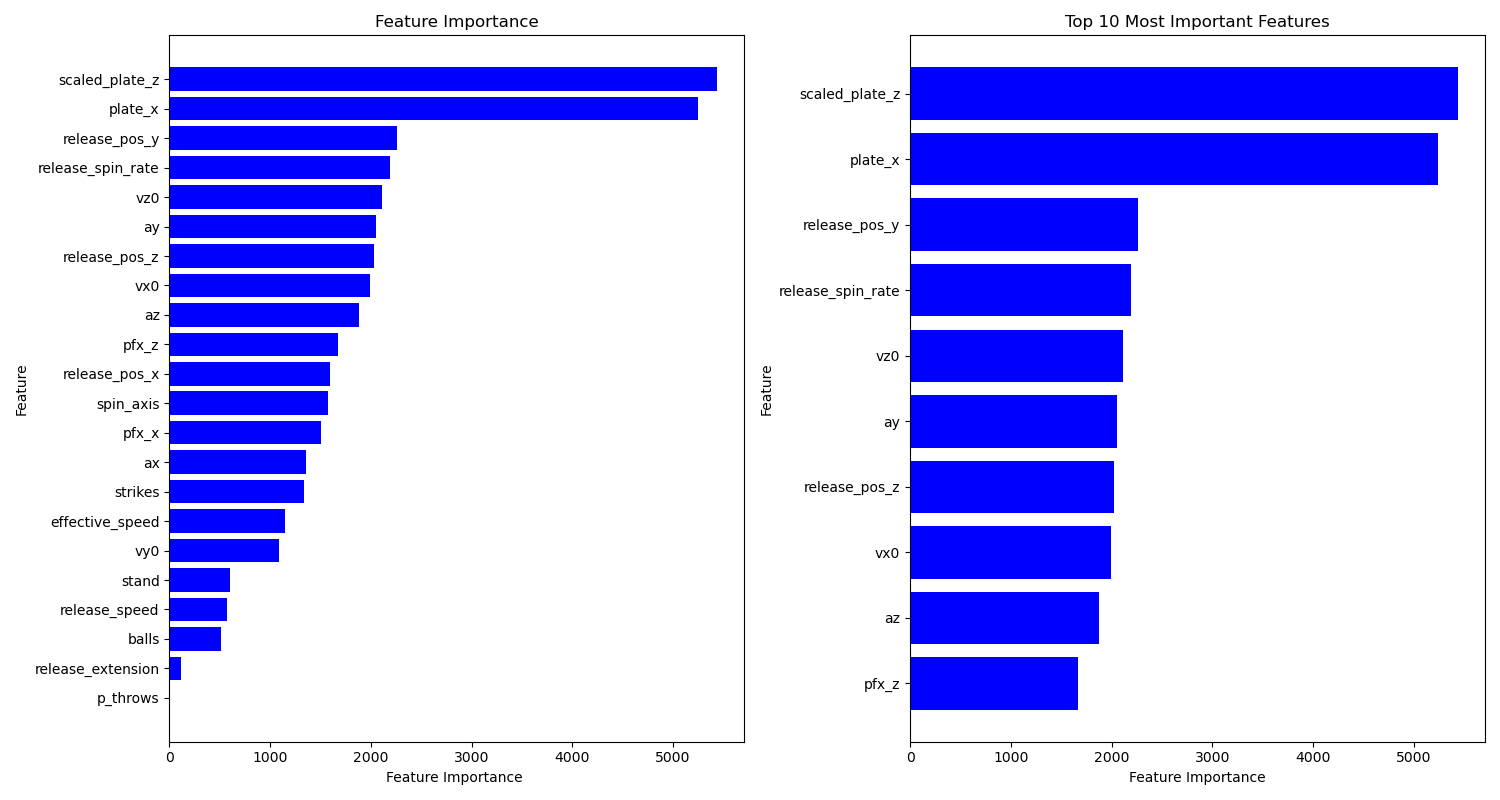 Feature Importance
scaled_plate_z
plate_x
release_pos_y
release_spin_rate
vz0
ay
release_pos_z
vx0
az
pfx_z
release_pos_x
spin_axis
pfx_x
ax
strikes
effective_speed
vy0
stand
release_speed
balls
release_extension
p_throws
Feature
0 1000 2000 3000 4000 5000
Feature Importance
Top 10 Most Important Features
scaled_plate_z
plate_x
release_pos_y
release_spin_rate
vz0
ay
release_pos_z
vx0
az
pfx_z
Feature
0 1000 2000 3000 4000 5000
Feature Importance